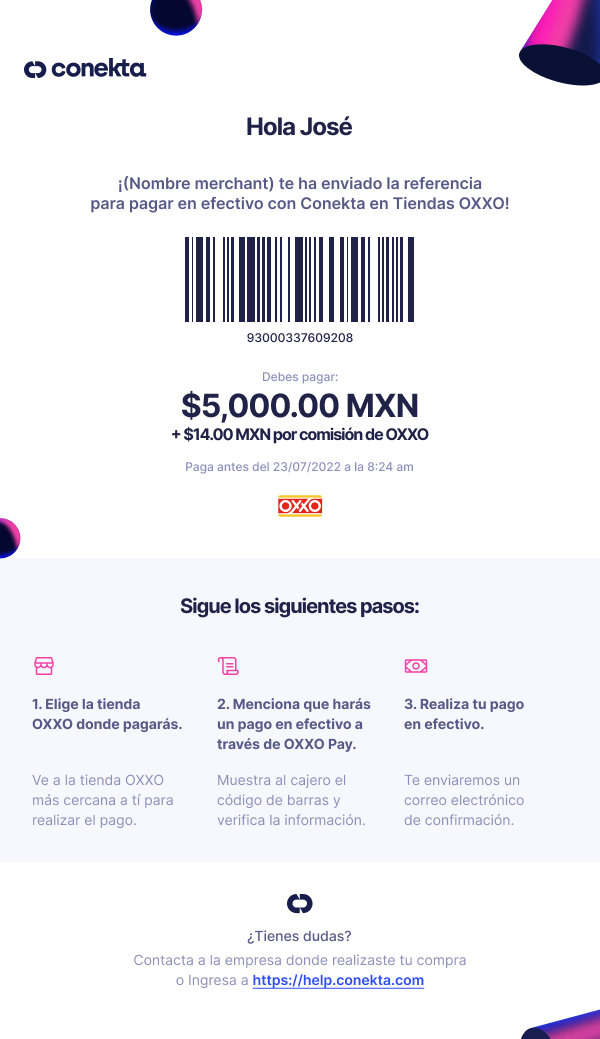 conekta
Hola José
¡(Nombre merchant) te ha enviado la referencia
para pagar en efectivo con Conekta en Tiendas OXXO!
93000337609208
Debes pagar:
$5,000.00 MXN
+ $14.00 MXN por comisión de OXXO
Paga antes del 23/07/2022 a la 8:24 am
OXXO
Sigue los siguientes pasos:
1. Elige la tienda
OXXO donde pagarás.
Ve a la tienda OXXO
más cercana a tí para
realizar el pago.
2. Menciona que harás
un pago en efectivo a
través de OXXO Pay.
Muestra al cajero el
código de barras y
verifica la información.
3. Realiza tu pago
en efectivo.
Te enviaremos un
correo electrónico
de confirmación.
¿Tienes dudas?
Contacta a la empresa donde realizaste tu compra
o Ingresa a https://help.conekta.com